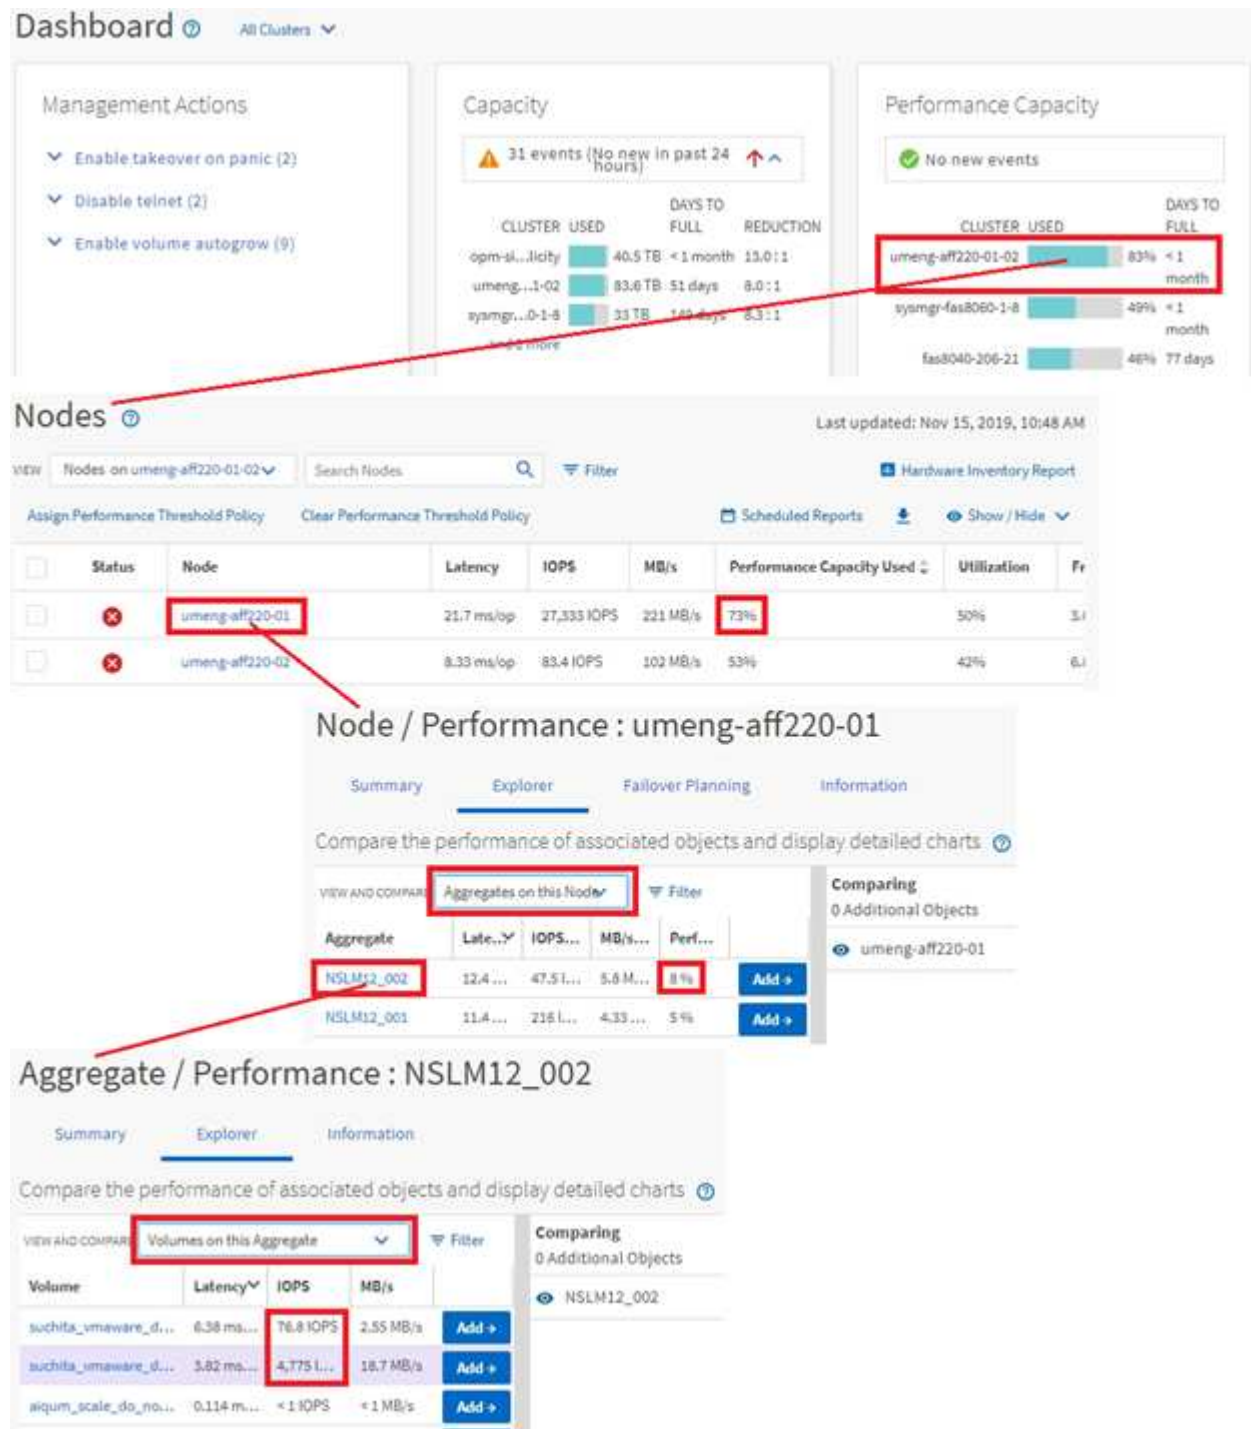 Dashboard All Clusters
Management Actions
Enable takeover on panic (2)
Disable telnet (2)
Enable volume autogrow (9)
Capacity
31 events (No new in past 24 hours)
CLUSTER USED DAYS TO FULL REDUCTION
opm-si...licity 40.5 TB < 1 month 13.0 : 1
umeng...1-02 83.6 TB 51 days 8.0 : 1
sysmgr...0-1-8 33 TB 149 days 8.3 : 1
more
Performance Capacity
No new events
CLUSTER USED DAYS TO FULL
umeng-aff220-01-02 83% < 1 month
sysmgr-fas8060-1-8 49% < 1 month
fas8040-206-21 46% 77 days
Nodes
Last updated: Nov 15, 2019, 10:48 AM
VIEW Nodes on umeng-aff220-01-02 Search Nodes Filter Hardware Inventory Report
Assign Performance Threshold Policy Clear Performance Threshold Policy Scheduled Reports Show / Hide
Status Node Latency IOPS MB/s Performance Capacity Used Utilization Fr
umeng-aff220-01 21.7 ms/op 27,333 IOPS 221 MB/s 73% 50%
umeng-aff220-02 8.33 ms/op 83.4 IOPS 102 MB/s 53% 42%
Node / Performance : umeng-aff220-01
Summary Explorer Failover Planning Information
Compare the performance of associated objects and display detailed charts
VIEW AND COMPARE Aggregates on this Node Filter
Comparing
0 Additional Objects
umeng-aff220-01
Aggregate Late... IOPS... MB/s... Perf...
NSLM12_002 12.4 ... 47.5 I... 5.8 M... 8 % Add
NSLM12_001 11.4 ... 216 I... 4.33 ... 5 % Add
Aggregate / Performance : NSLM12_002
Summary Explorer Information
Compare the performance of associated objects and display detailed charts
VIEW AND COMPARE Volumes on this Aggregate Filter
Comparing
0 Additional Objects
NSLM12_002
Volume Latency IOPS MB/s
suchita_vmaware_d... 6.38 ms... 76.8 IOPS 2.55 MB/s Add
suchita_vmaware_d... 3.82 ms... 4,775 I... 18.7 MB/s Add
aiqum_scale_do_no... 0.114 m... < 1 IOPS < 1 MB/s Add